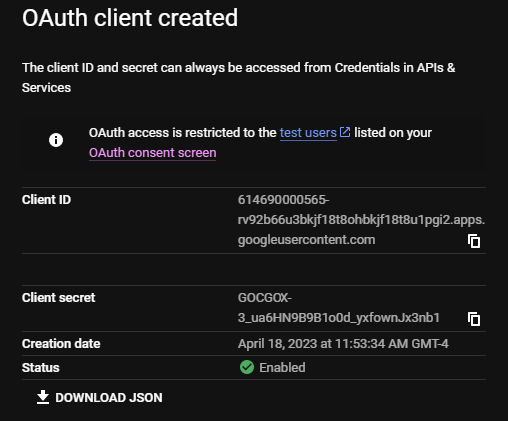 OAuth client created
The client ID and secret can always be accessed from Credentials in APIs &
Services
OAuth access is restricted to the test users listed on your
OAuth consent screen
Client ID
614690000565-
rv92b66u3bkjf18t8ohbkjf18t8u1pgi2.apps.
googleusercontent.com
Client secret
GOCGOX-
3_ua6HN9B9B1o0d_yxfownJx3nb1
Creation date
April 18, 2023 at 11:53:34 AM GMT-4
Status
Enabled
DOWNLOAD JSON